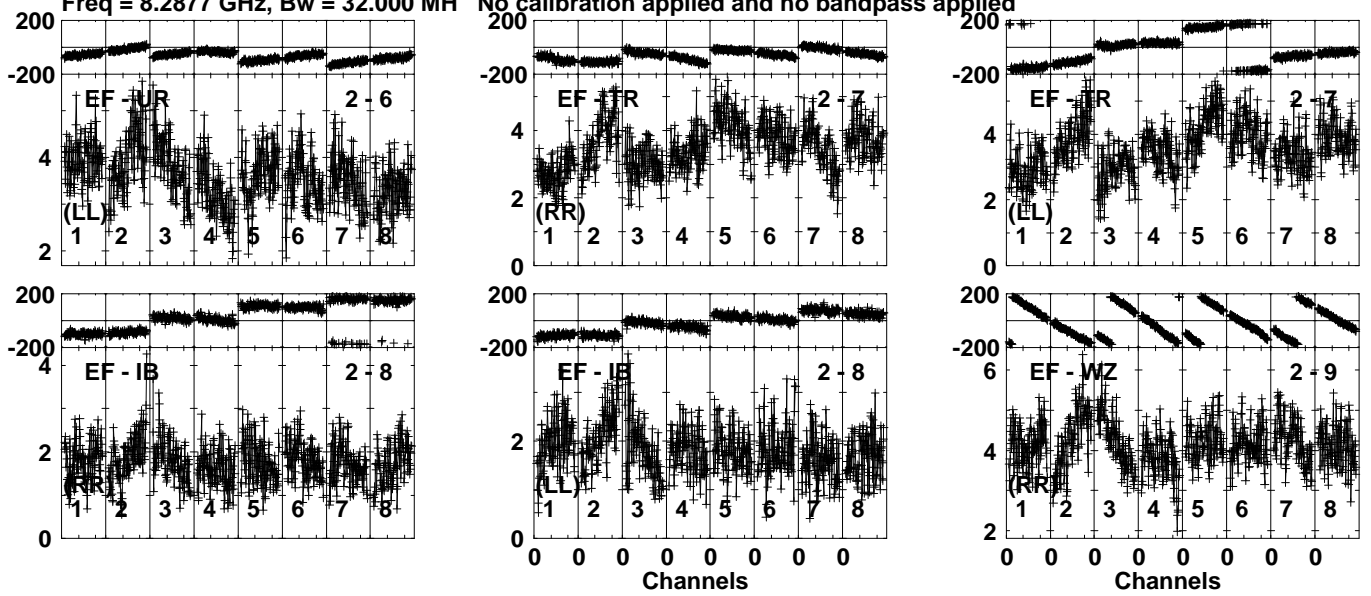 Freq = 8.2877 GHz, Bw = 32.000 MH No calibration applied and no bandpass applied
200
-200
EF - UR 2 - 6
4
(LL)
1 2 3 4 5 6 7 8
2
EF - TR 2 - 7
4
2
(RR)
1 2 3 4 5 6 7 8
0
200
-200
EF - TR 2 - 7
4
2
(LL)
1 2 3 4 5 6 7 8
0
200
-200
EF - IB 2 - 8
4
2
(RR)
1 2 3 4 5 6 7 8
0
EF - IB 2 - 8
2
(LL)
1 2 3 4 5 6 7 8
0
0 0 0 0 0 0 0 0
Channels
200
-200
EF - WZ 2 - 9
6
4
(RR)
1 2 3 4 5 6 7 8
2
0 0 0 0 0 0 0 0
Channels